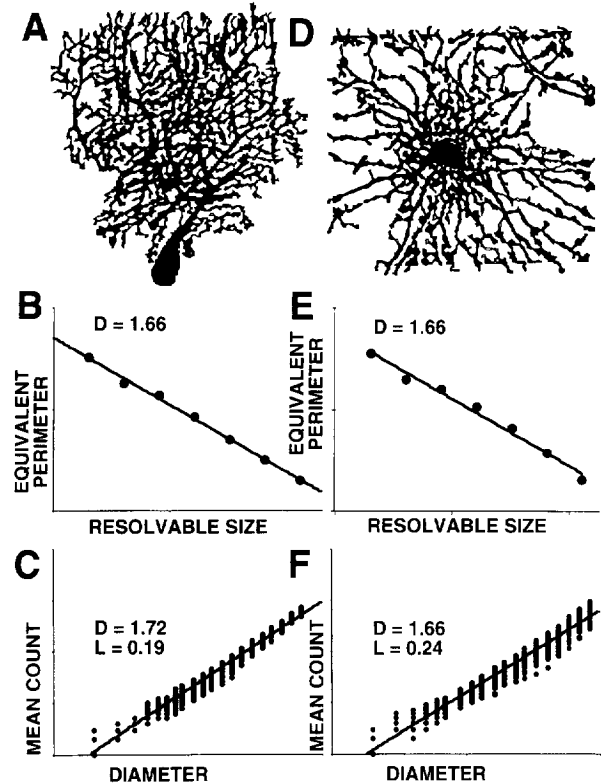 A
D
B
D = 1.66
EQUIVALENT
PERIMETER
RESOLVABLE SIZE
E
D = 1.66
EQUIVALENT
PERIMETER
RESOLVABLE SIZE
C
D = 1.72
L = 0.19
MEAN COUNT
DIAMETER
F
D = 1.66
L = 0.24
MEAN COUNT
DIAMETER